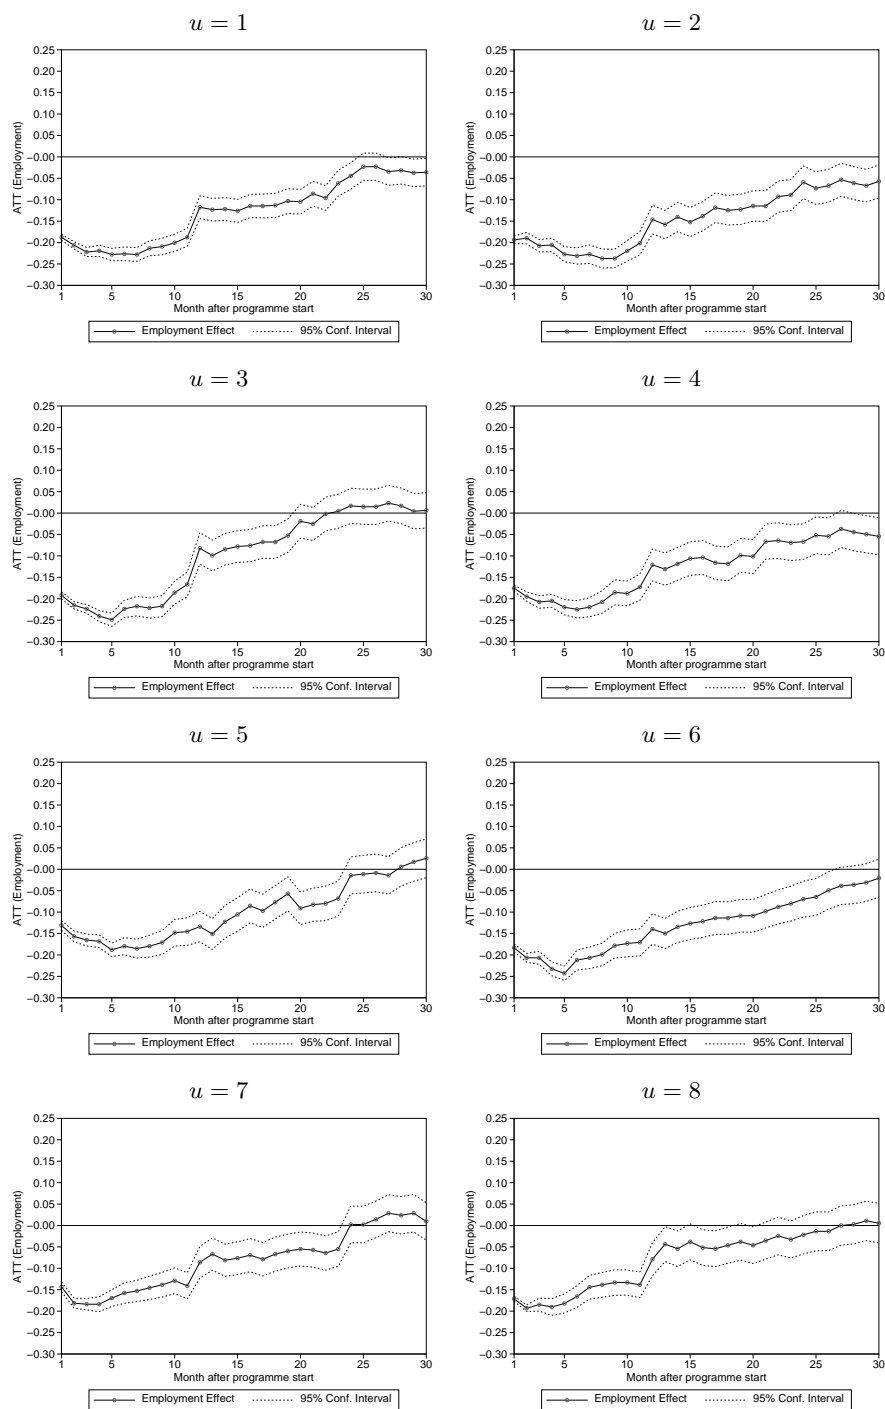 u = 1
0.25
0.20
0.15
0.10
0.05
−0.00
−0.05
−0.10
−0.15
−0.20
−0.25
−0.30
ATT (Employment)
1 5 10 15 20 25 30
Month after programme start
Employment Effect 95% Conf. Interval
u = 2
0.25
0.20
0.15
0.10
0.05
−0.00
−0.05
−0.10
−0.15
−0.20
−0.25
−0.30
ATT (Employment)
1 5 10 15 20 25 30
Month after programme start
Employment Effect 95% Conf. Interval
u = 3
0.25
0.20
0.15
0.10
0.05
−0.00
−0.05
−0.10
−0.15
−0.20
−0.25
−0.30
ATT (Employment)
1 5 10 15 20 25 30
Month after programme start
Employment Effect 95% Conf. Interval
u = 4
0.25
0.20
0.15
0.10
0.05
−0.00
−0.05
−0.10
−0.15
−0.20
−0.25
−0.30
ATT (Employment)
1 5 10 15 20 25 30
Month after programme start
Employment Effect 95% Conf. Interval
u = 5
0.25
0.20
0.15
0.10
0.05
−0.00
−0.05
−0.10
−0.15
−0.20
−0.25
−0.30
ATT (Employment)
1 5 10 15 20 25 30
Month after programme start
Employment Effect 95% Conf. Interval
u = 6
0.25
0.20
0.15
0.10
0.05
−0.00
−0.05
−0.10
−0.15
−0.20
−0.25
−0.30
ATT (Employment)
1 5 10 15 20 25 30
Month after programme start
Employment Effect 95% Conf. Interval
u = 7
0.25
0.20
0.15
0.10
0.05
−0.00
−0.05
−0.10
−0.15
−0.20
−0.25
−0.30
ATT (Employment)
1 5 10 15 20 25 30
Month after programme start
Employment Effect 95% Conf. Interval
u = 8
0.25
0.20
0.15
0.10
0.05
−0.00
−0.05
−0.10
−0.15
−0.20
−0.25
−0.30
ATT (Employment)
1 5 10 15 20 25 30
Month after programme start
Employment Effect 95% Conf. Interval